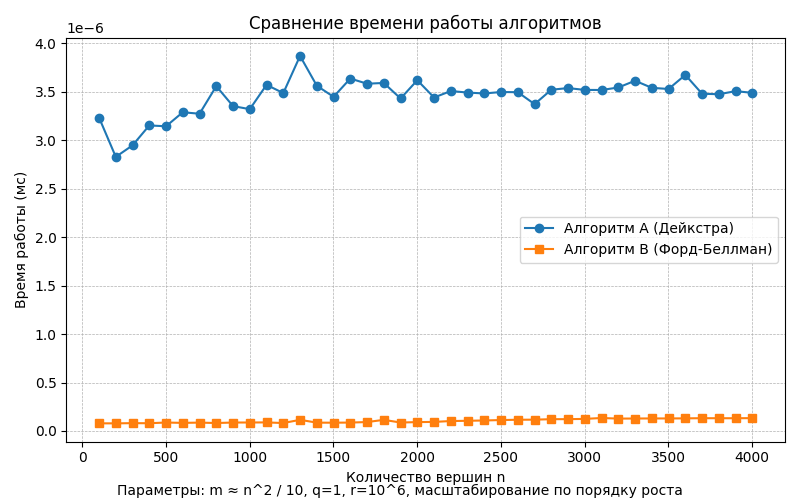 Сравнение времени работы алгоритмов
1e−6
4.0
3.5
3.0
2.5
2.0
1.5
1.0
0.5
0.0
Время работы (мс)
Алгоритм A (Дейкстра)
Алгоритм B (Форд-Беллман)
0 500 1000 1500 2000 2500 3000 3500 4000
Количество вершин n
Параметры: m ≈ n^2 / 10, q=1, r=10^6, масштабирование по порядку роста